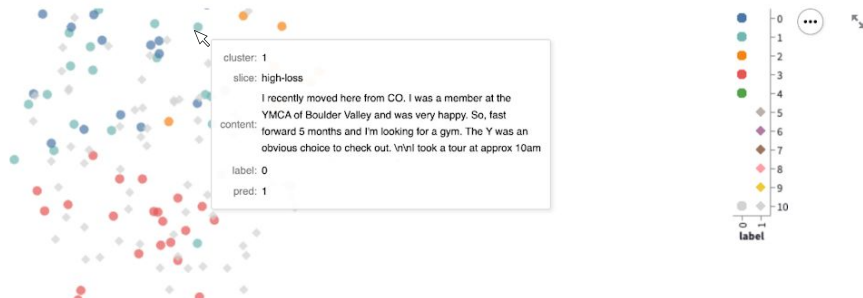 cluster: 1
slice: high-loss
I recently moved here from CO. I was a member at the
YMCA of Boulder Valley and was very happy. So, fast
content: forward 5 months and I'm looking for a gym. The Y was an
obvious choice to check out. \n\nI took a tour at approx 10am
label: 0
pred: 1
0
1
2
3
4
5
6
7
8
9
10
0
1
label